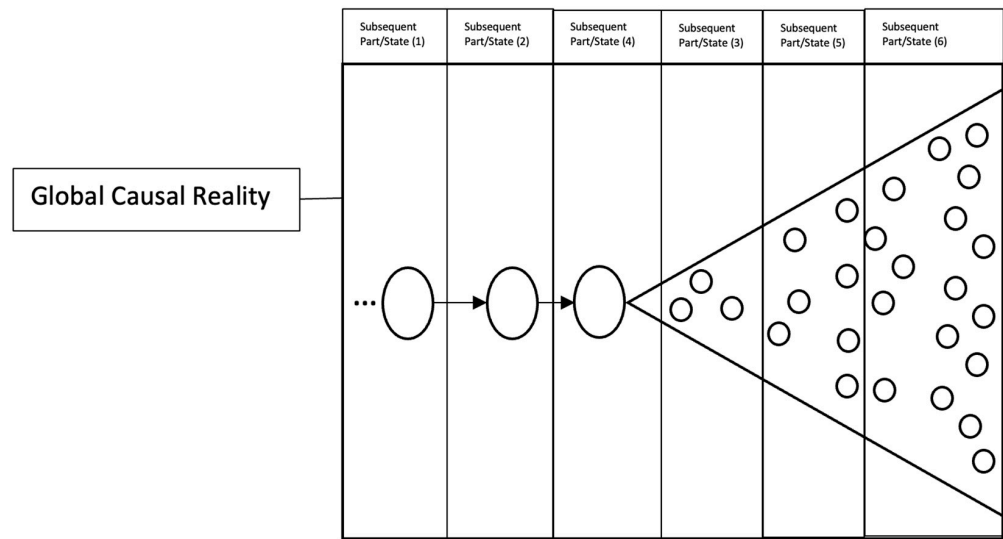 Subsequent
Part/State (1)
Subsequent
Part/State (2)
Subsequent
Part/State (4)
Subsequent
Part/State (3)
Subsequent
Part/State (5)
Subsequent
Part/State (6)
Global Causal Reality
...